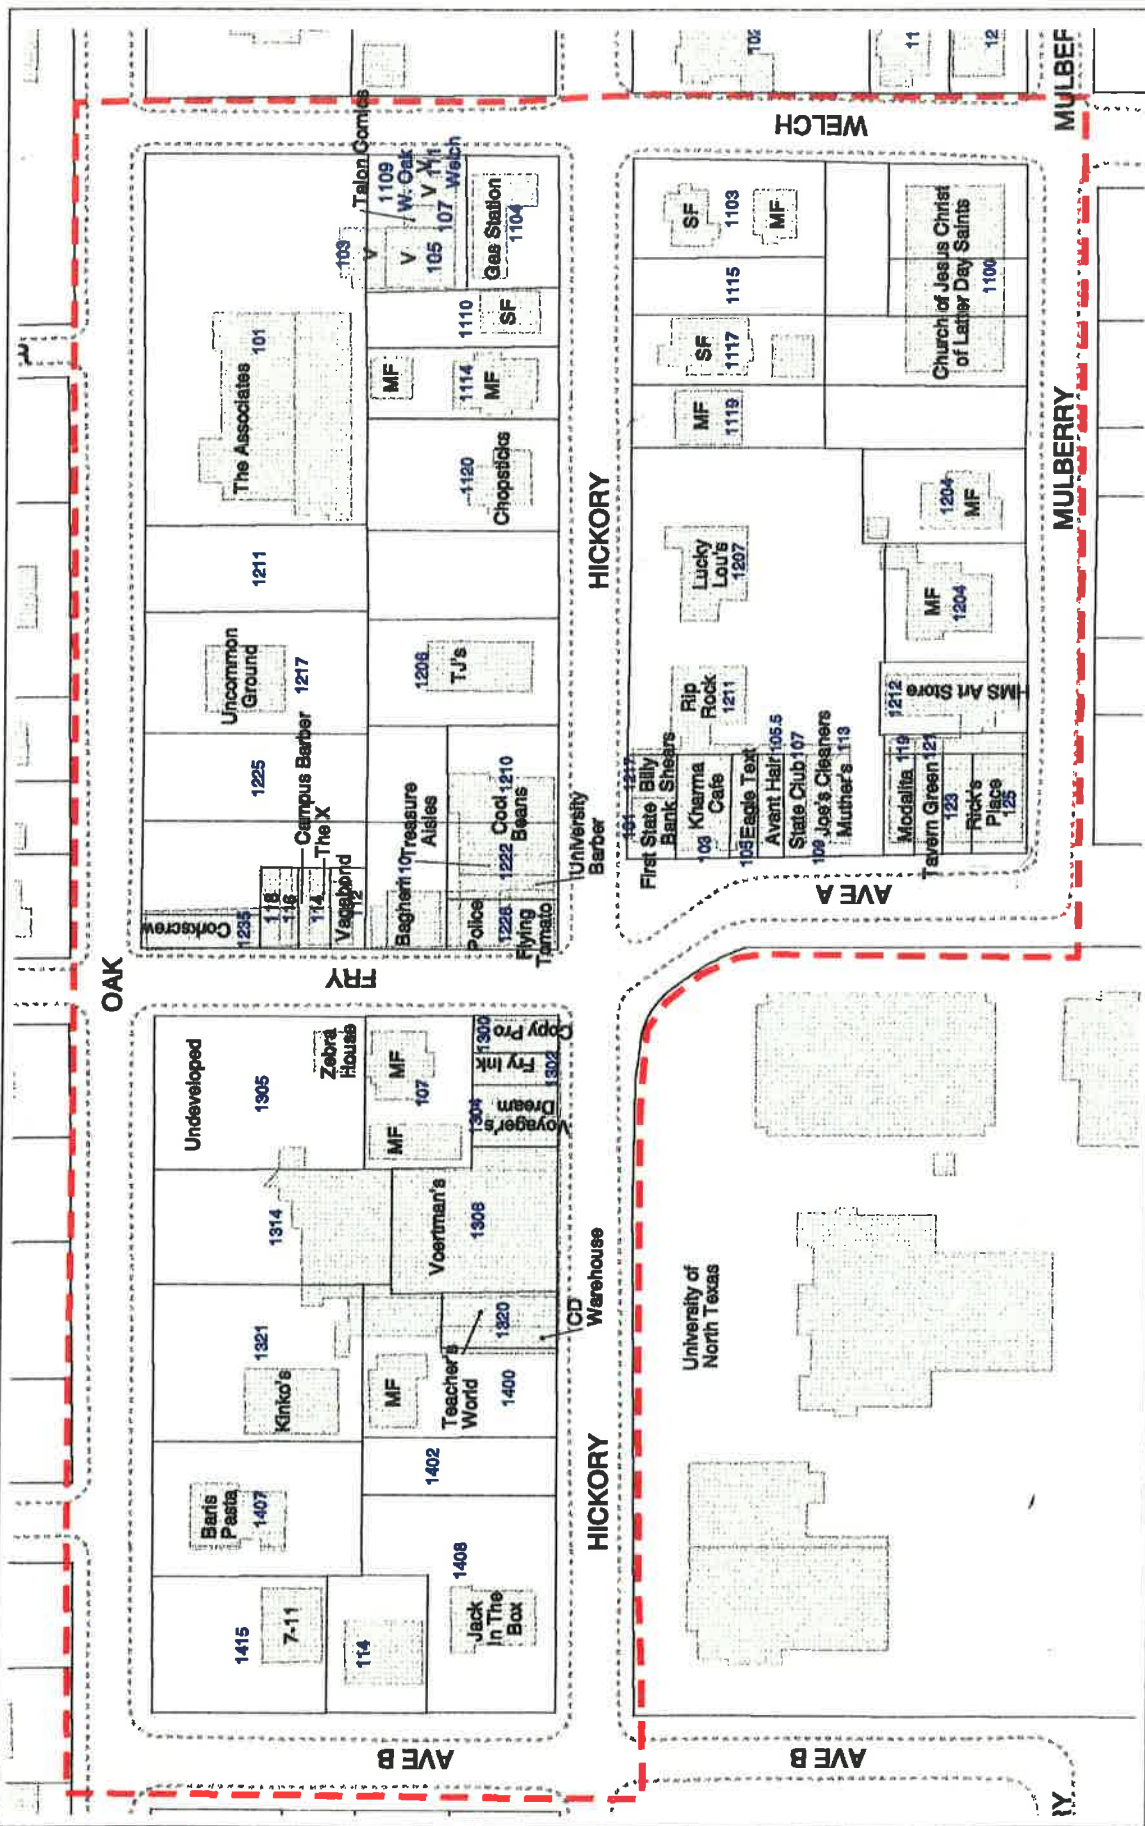 OAK
Undeveloped
1305
Zebra
House
1314
1321
Kinko's
Baris
Pasta
1407
1415
7-11
114
MF
107
MF
1300
Copy Pro
Fry Ink
1302
1304
Voyager's
Dream
Voertman's
1308
1320
CD
Warehouse
Teacher's
World
MF
1400
1402
1408
Jack
In The
Box
AVE B
HICKORY
FRY
Corkscrew
1235
118
116
114
Campus Barber
The X
Vagabond
112
1225
Uncommon
Ground
1217
1211
The Associates
101
103
V
Talon Comics
1109
W Oak
V
V
111
Welch
107
V
105
Gas Station
1104
1110
SF
MF
1114
MF
1120
Chopsticks
1206
TJ's
Treasure
Aisles
Bagheri
Cool
Beans
1210
1222
Police
1226
Flying
Tomato
University
Barber
HICKORY
WELCH
101
1217
First State
Bank
Billy
Shears
Kharma
Cafe
103
105
Eagle Text
Avant Hair
105.5
State Club
107
109
Joe's Cleaners
Muther's
113
Rip
Rock
1211
Lucky
Lou's
1207
MF
1119
SF
1117
1115
SF
1103
MF
Church of Jesus Christ
of Latter Day Saints
1100
1204
MF
MF
1204
1212
HMS Art Store
Modalita
119
Tavern Green
121
123
Rick's
Place
125
AVE A
MULBERRY
University of
North Texas
AVE B
102
11
12
MULBER
RY